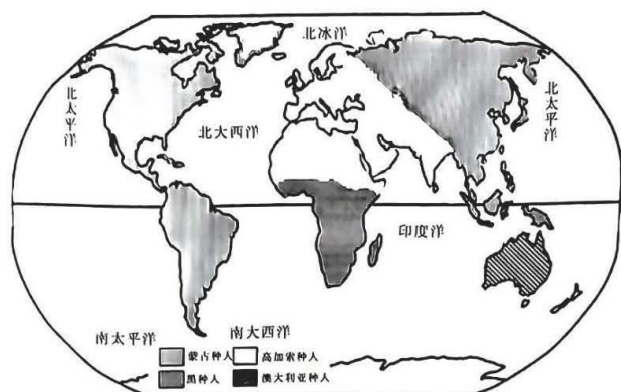 北冰洋
北太平洋
北大西洋
北太平洋
印度洋
南太平洋
南大西洋
蒙古种人
高加索种人
黑种人
澳大利亚种人